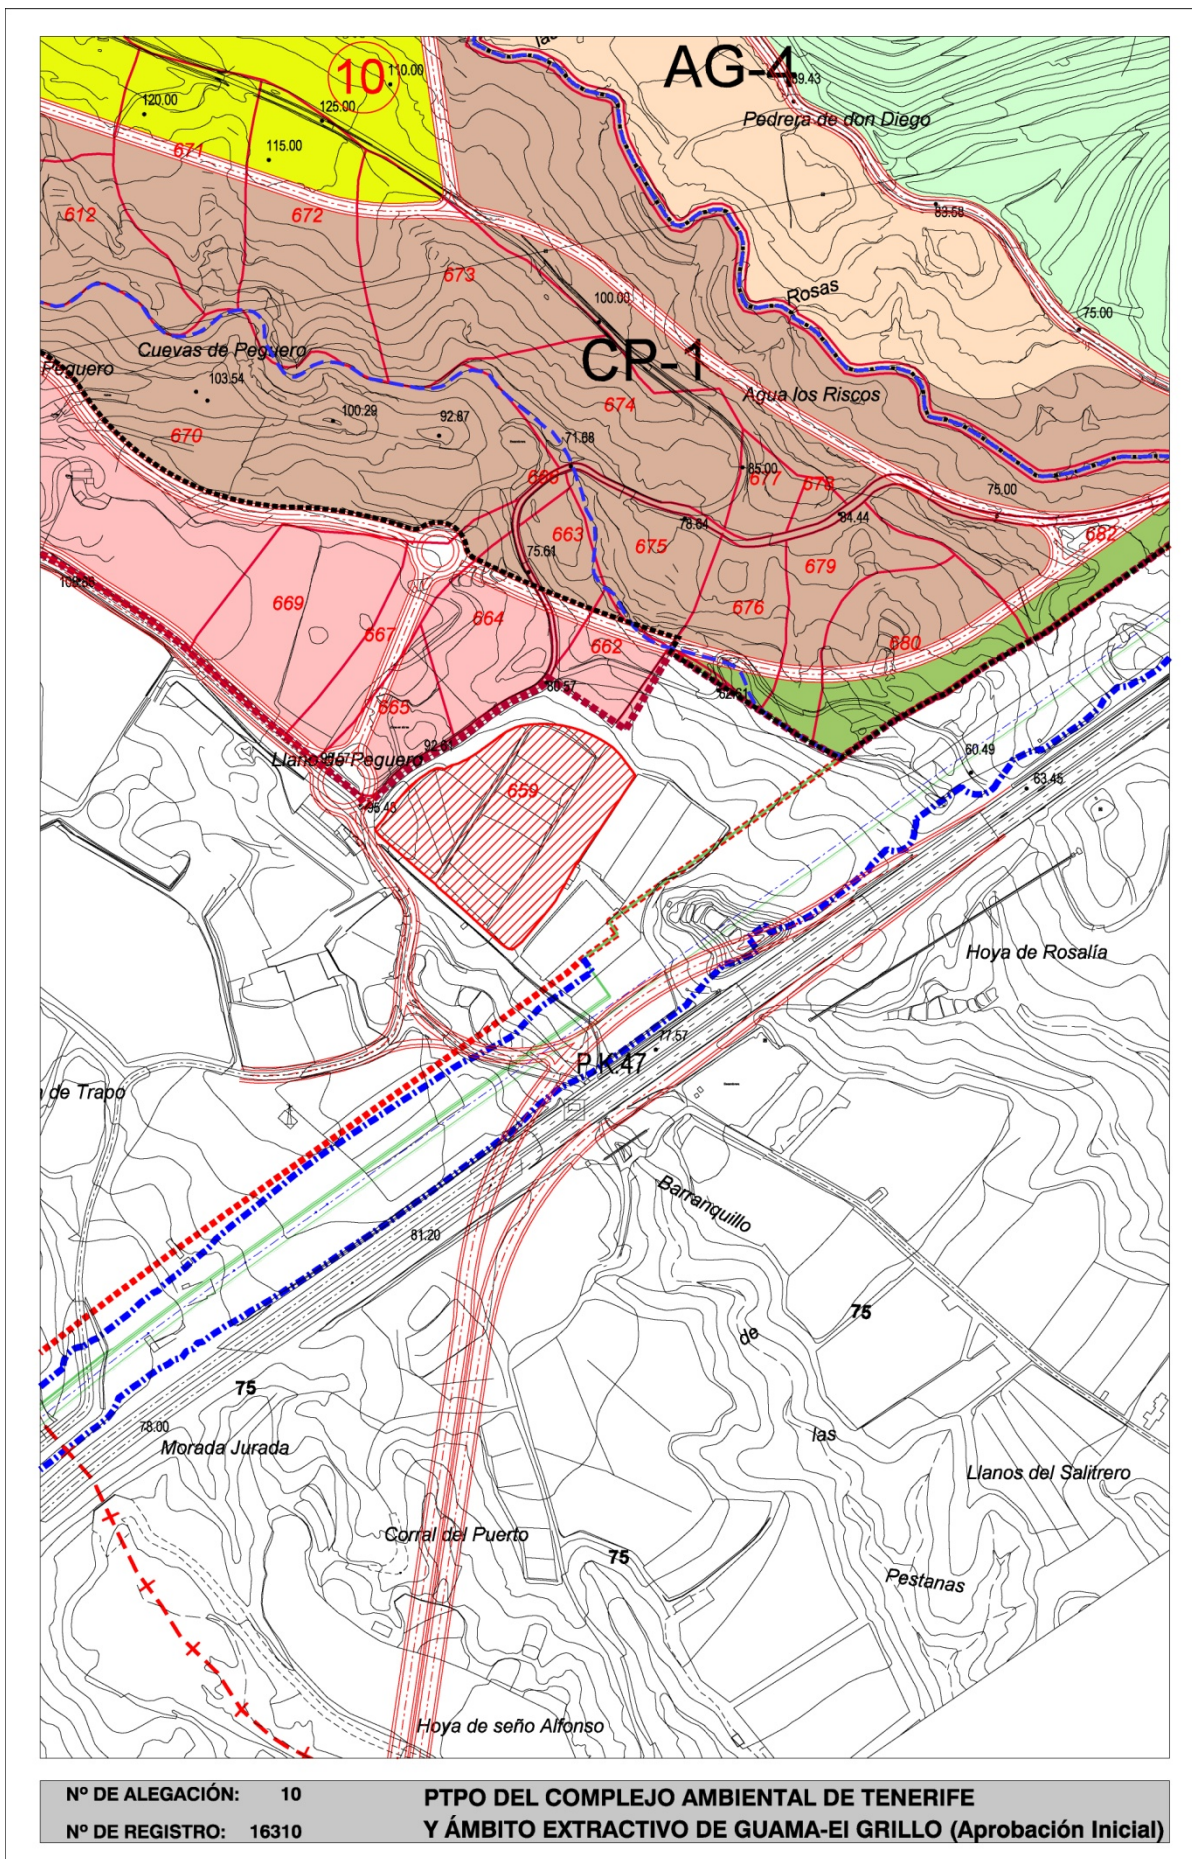 AG-4
10
110.00
89.43
120.00
125.00
Pedrera de don Diego
115.00
671
612
672
83.58
673
Rosas
100.00
75.00
Cuevas de Peguero
Peguero
CP-1
103.54
Agua los Riscos
674
100.29
92.87
670
71.68
85.00
677
678
75.00
78.64
84.44
663
675
682
75.61
679
669
676
664
667
662
680
80.57
665
92.61
Llano de Peguero
60.49
659
63.45
95.43
Hoya de Rosalía
77.57
P.K.47
de Trapo
Barranquillo
81.20
75
de
75
78.00
las
Morada Jurada
Llanos del Salitrero
Corral del Puerto
75
Pestanas
Hoya de seño Alfonso
Nº DE ALEGACIÓN: 10
PTPO DEL COMPLEJO AMBIENTAL DE TENERIFE
Nº DE REGISTRO: 16310
Y ÁMBITO EXTRACTIVO DE GUAMA-El GRILLO (Aprobación Inicial)